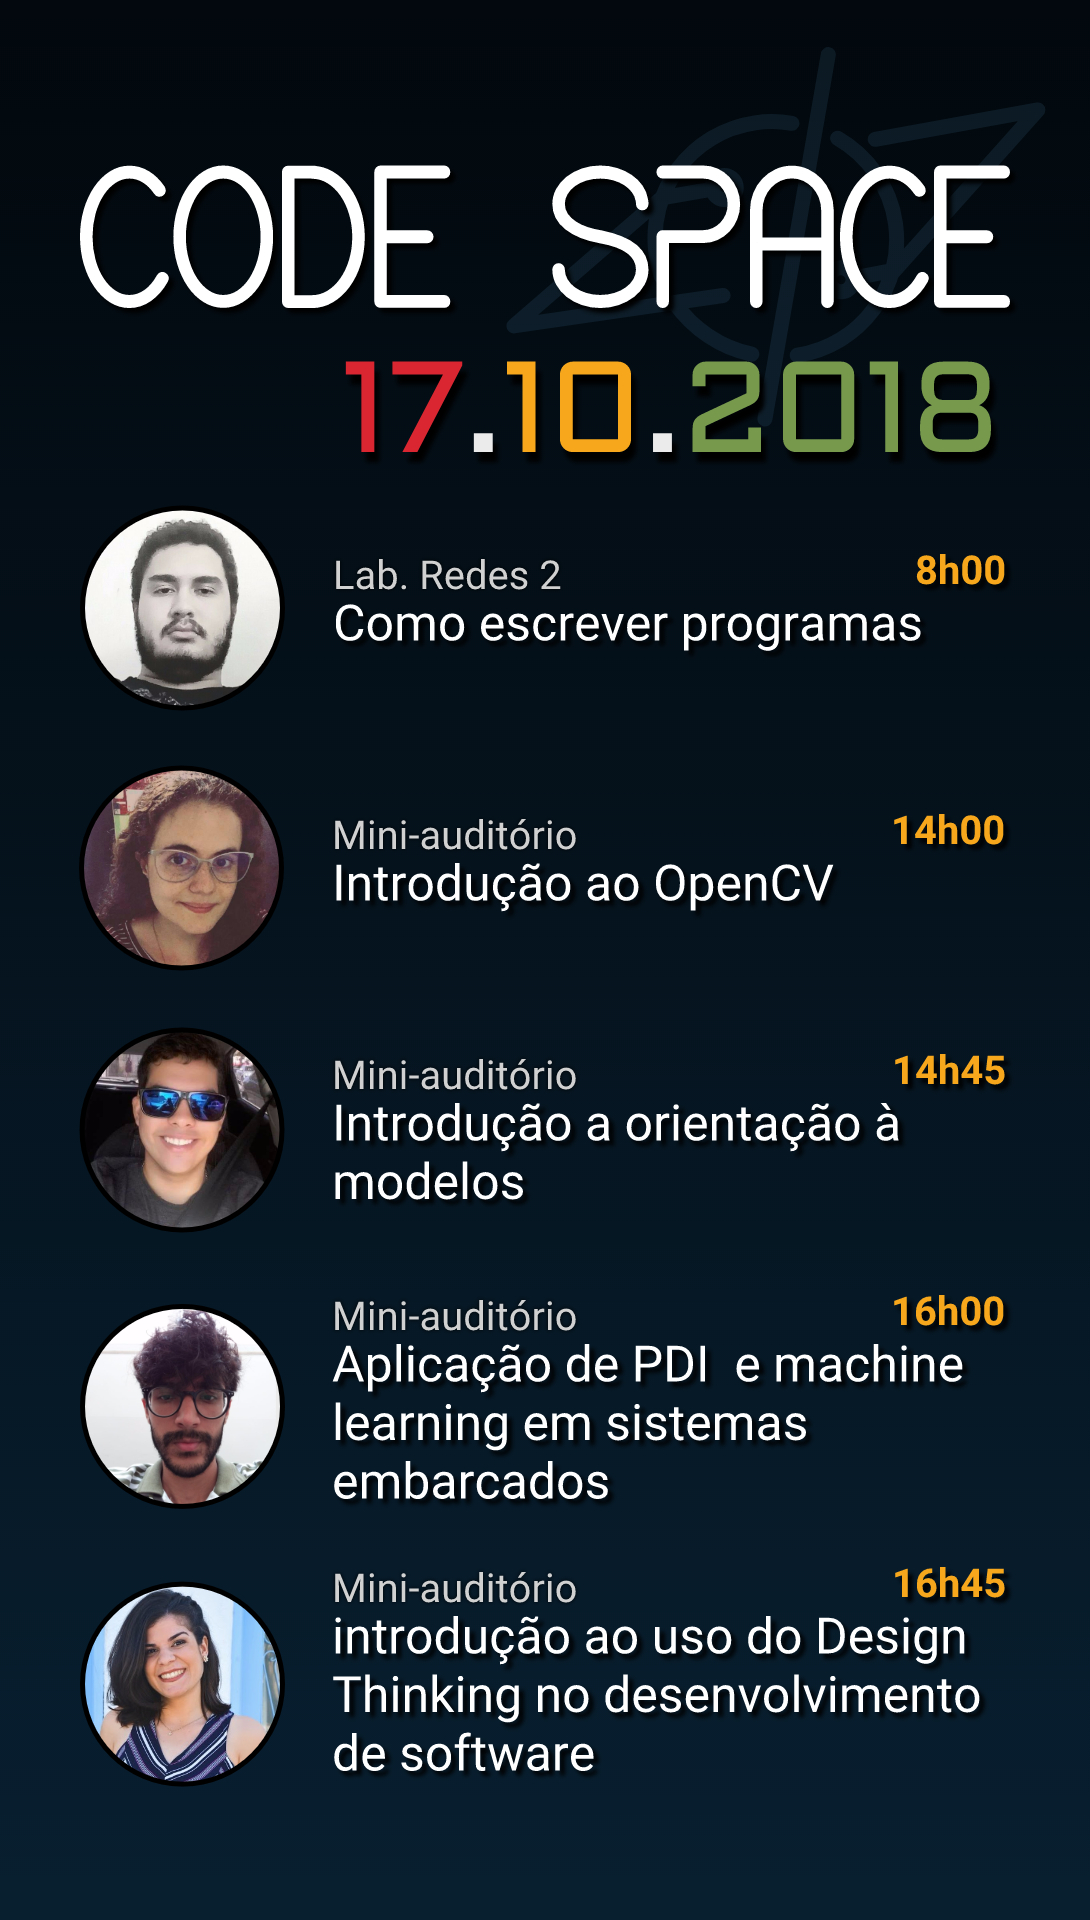 CODE SPACE
17.10.2018
Lab. Redes 2
8h00
Como escrever programas
Mini-auditório
14h00
Introdução ao OpenCV
Mini-auditório
14h45
Introdução a orientação à
modelos
Mini-auditório
16h00
Aplicação de PDI  e machine
learning em sistemas
embarcados
Mini-auditório
16h45
introdução ao uso do Design
Thinking no desenvolvimento
de software